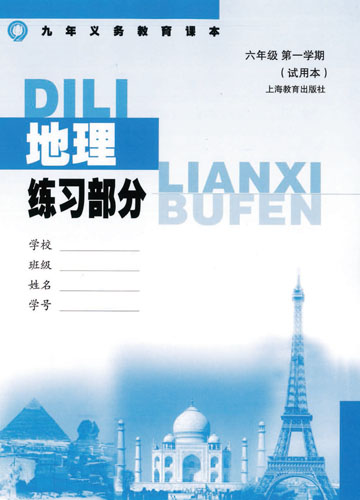 九年义务教育课本
六年级 第一学期
(试用本)
上海教育出版社
DILI
地理
LIANXI
练习部分
BUFEN
学校
班级
姓名
学号